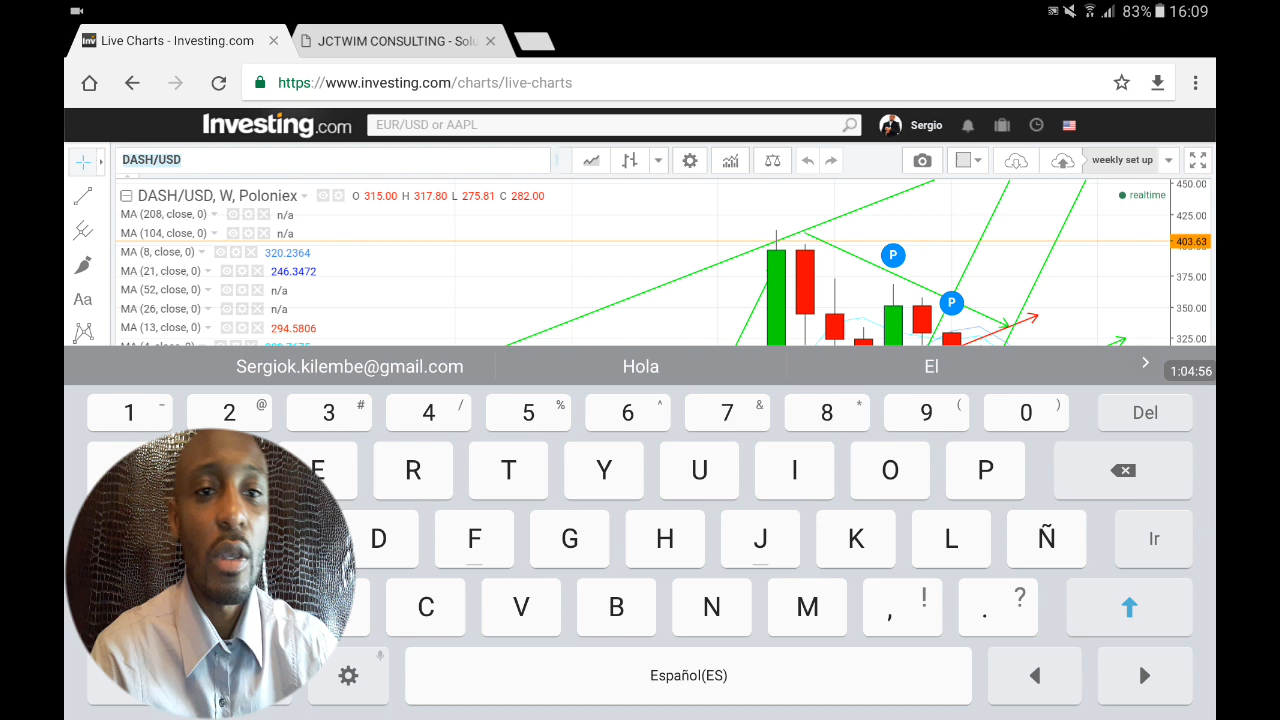 83% 16:09
Live Charts - Investing.com
JCTWIM CONSULTING - Solu
https://www.investing.com/charts/live-charts
Investing.com EUR/USD or AAPL Sergio
DASH/USD weekly set up
DASH/USD, W, Poloniex O 315.00 H 317.80 L 275.81 C 282.00
realtime
MA (208, close, 0) n/a
MA (104, close, 0) n/a
MA (8, close, 0) 320.2364
MA (21, close, 0) 246.3472
MA (52, close, 0) n/a
MA (26, close, 0) n/a
MA (13, close, 0) 294.5806
P
P
450.00
425.00
403.63
375.00
350.00
325.00
Sergiok.kilembe@gmail.com Hola El
1:04:56
1 - 2 @ 3 # 4 / 5 % 6 ^ 7 & 8 * 9 ( 0 ) Del
E R T Y U I O P
D F G H J K L Ñ Ir
C V B N M , ! . ?
Español(ES)